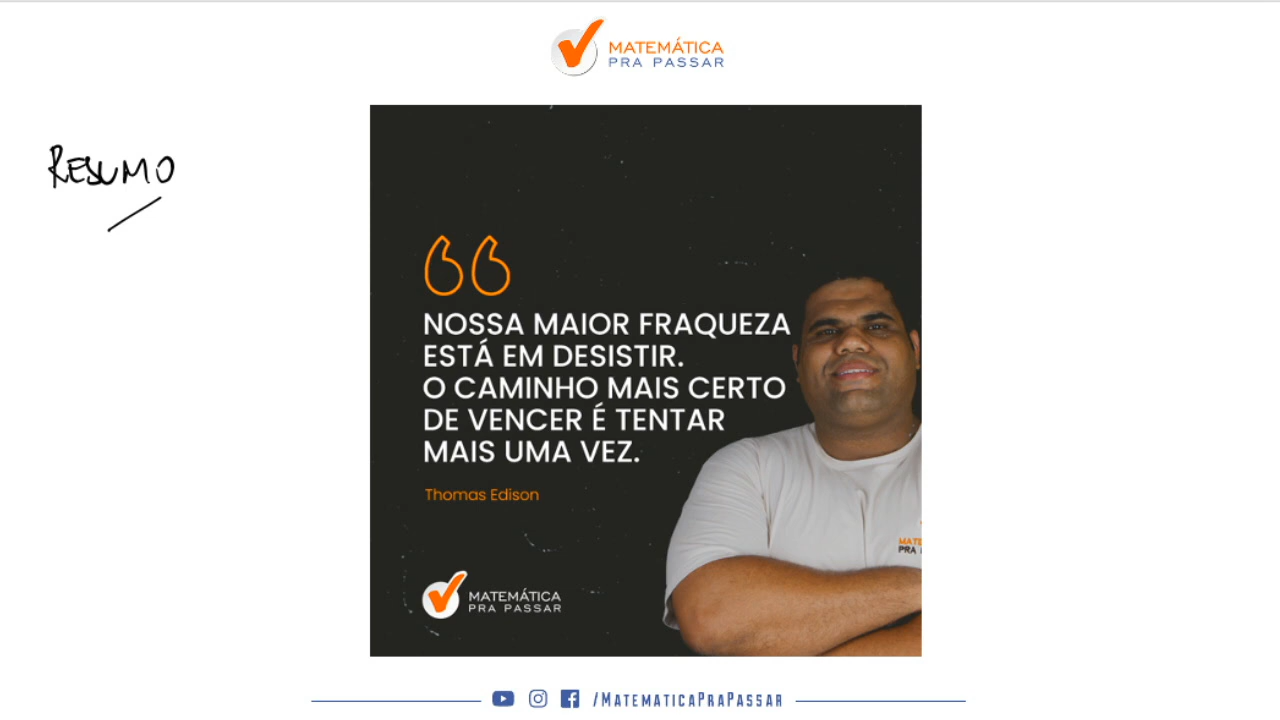 MATEMÁTICA
PRA PASSAR
RESUMO
NOSSA MAIOR FRAQUEZA
ESTÁ EM DESISTIR.
O CAMINHO MAIS CERTO
DE VENCER É TENTAR
MAIS UMA VEZ.
Thomas Edison
MATEMÁTICA
PRA PASSAR
/MATEMATICAPRAPASSAR